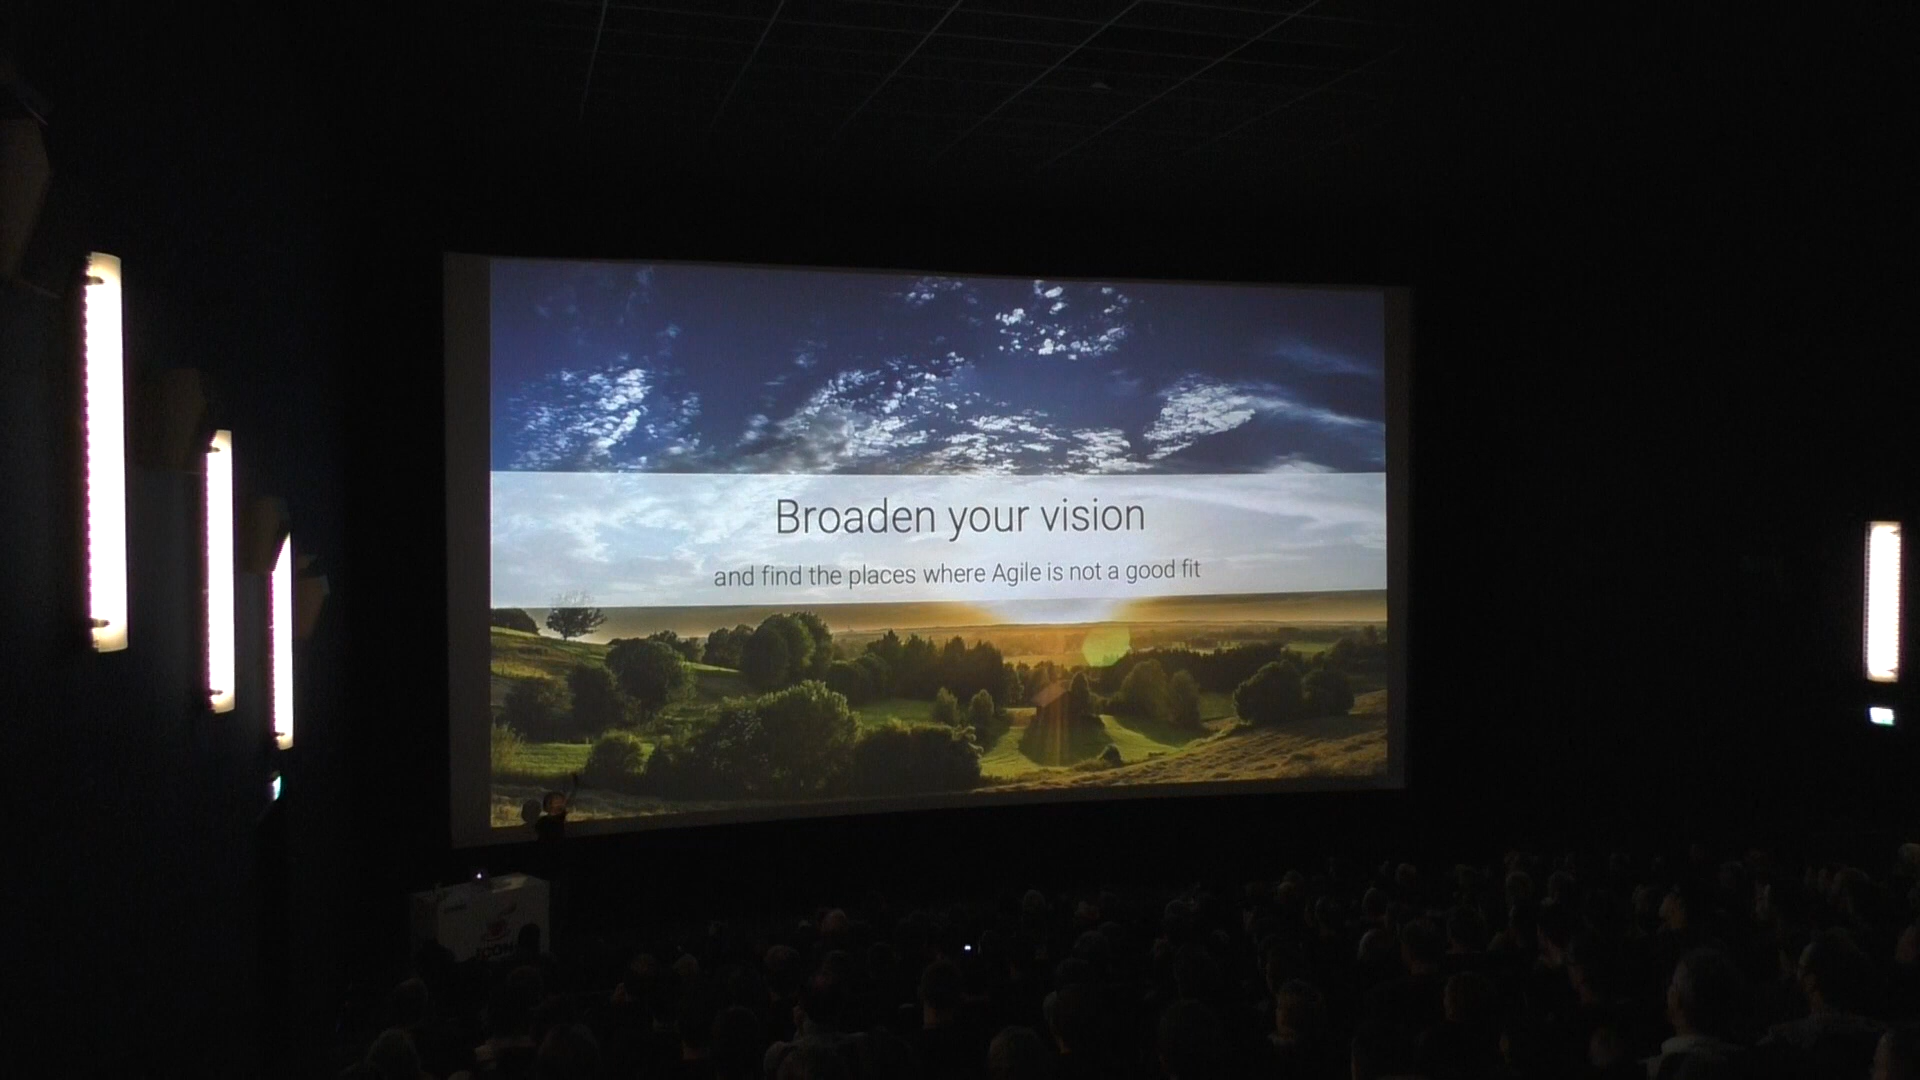 Broaden your vision
and find the places where Agile is not a good fit